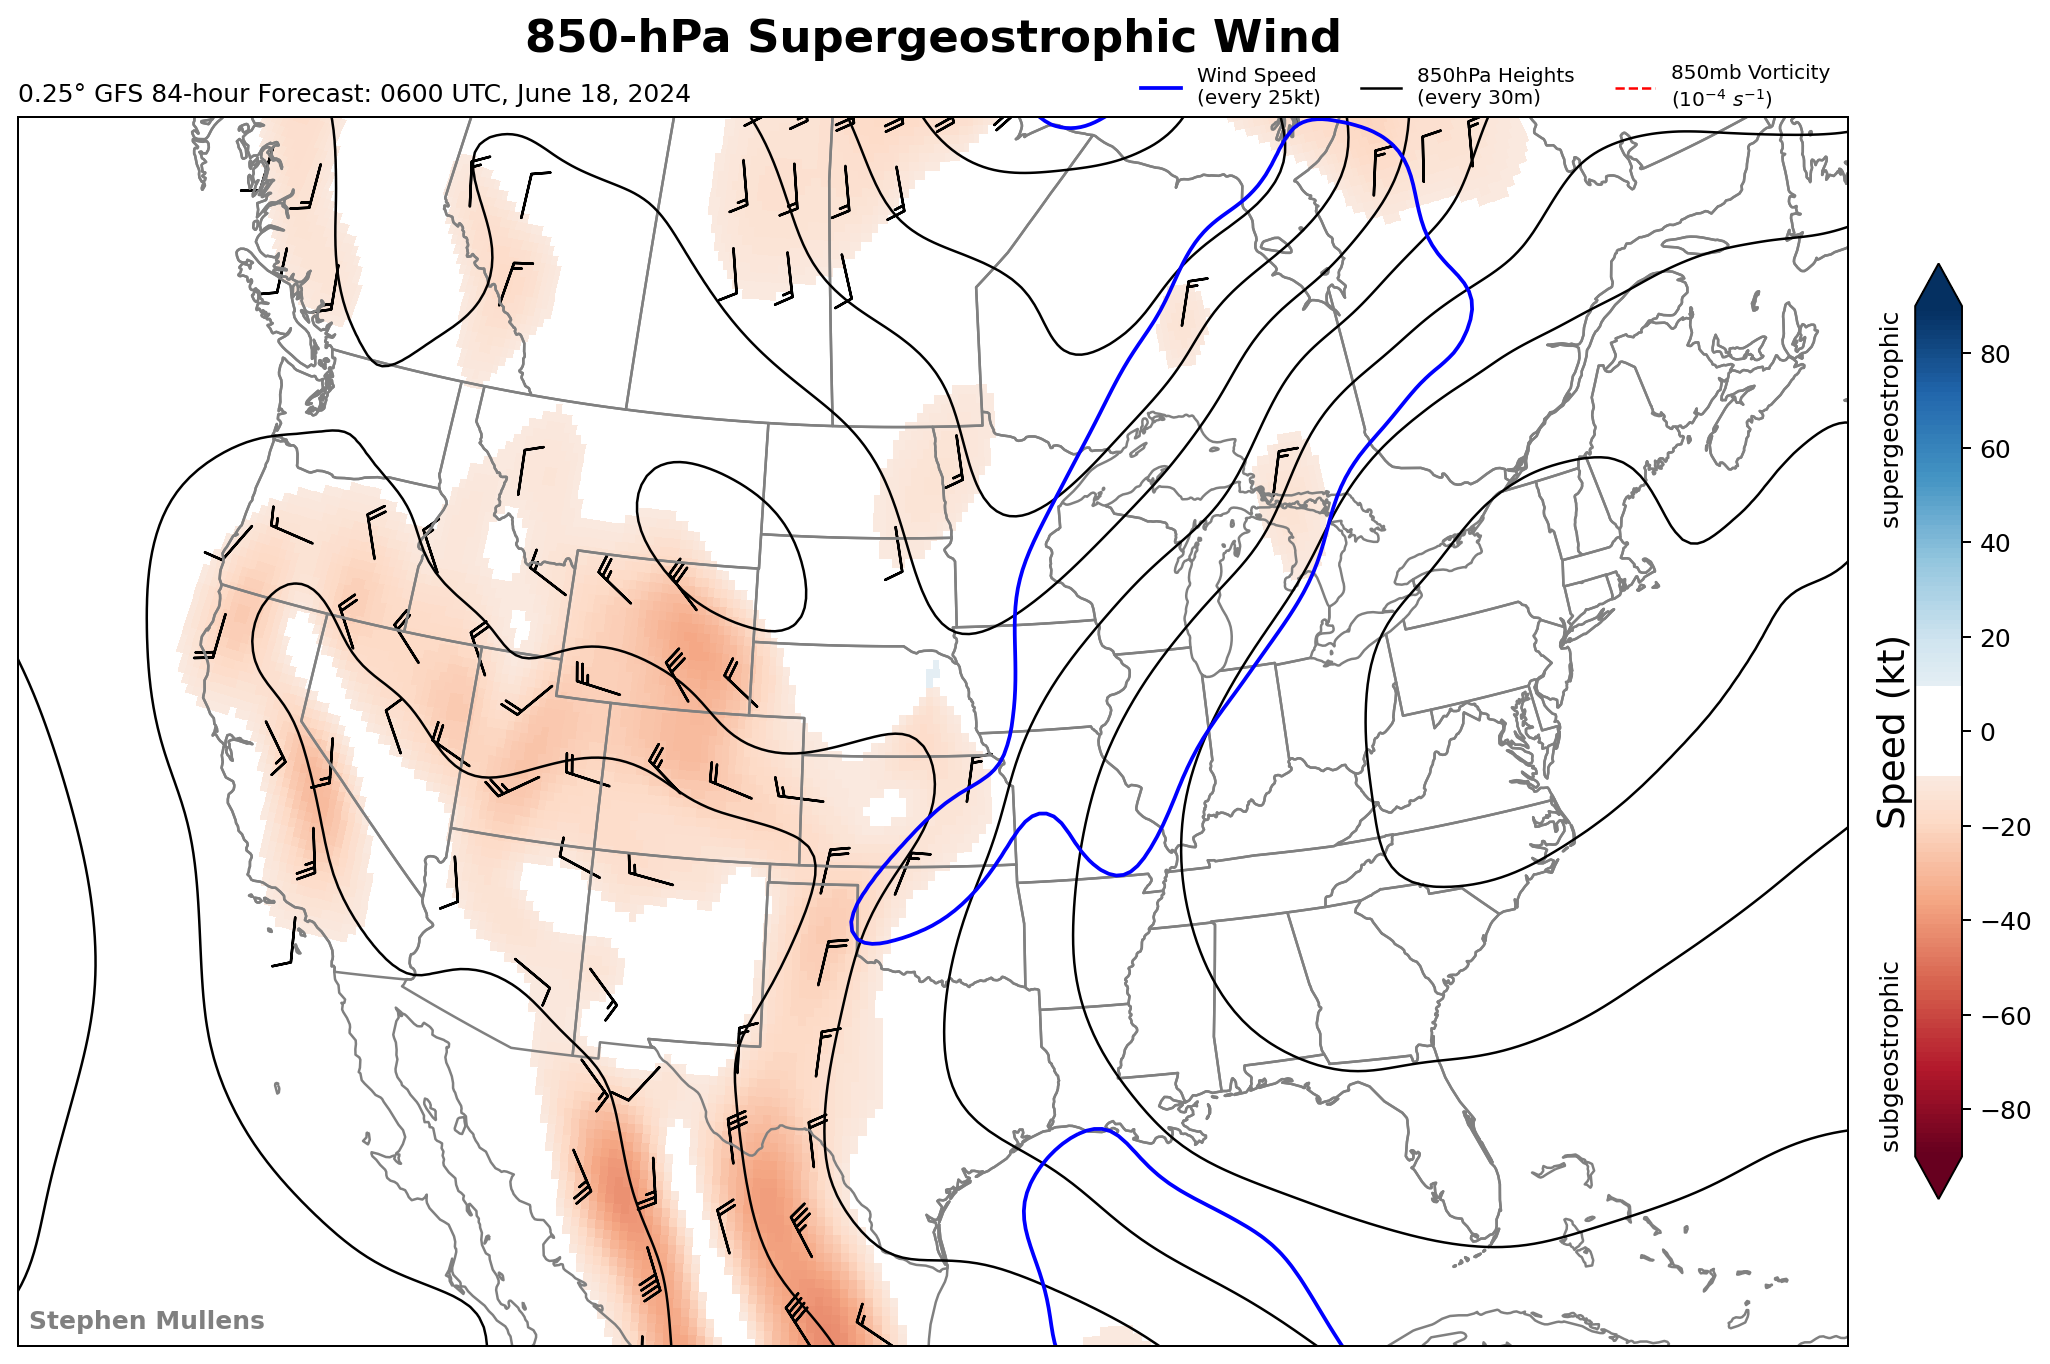 850-hPa Supergeostrophic Wind
0.25° GFS 84-hour Forecast: 0600 UTC, June 18, 2024
Wind Speed
(every 25kt)
850hPa Heights
(every 30m)
850mb Vorticity
(10⁻⁴ s⁻¹)
supergeostrophic
Speed (kt)
subgeostrophic
80
60
40
20
0
−20
−40
−60
−80
Stephen Mullens